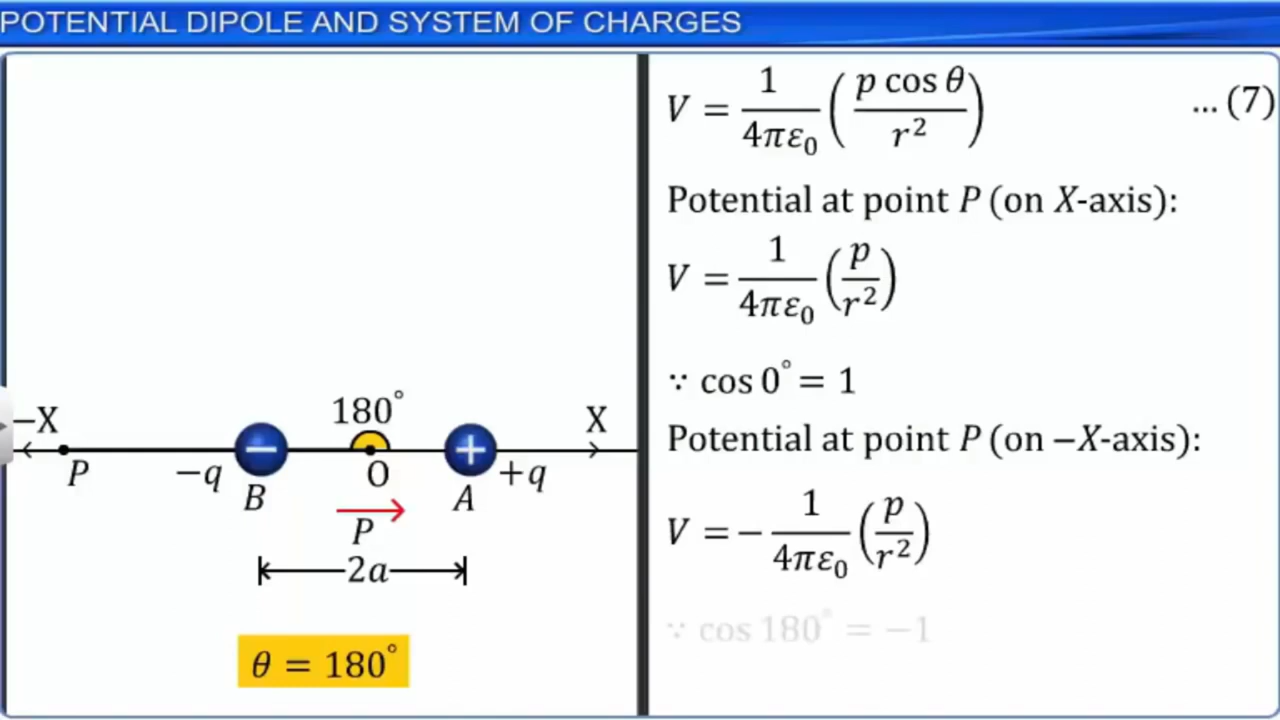 POTENTIAL DIPOLE AND SYSTEM OF CHARGES
V = 1/4πε₀ (p cos θ/r²) ... (7)
Potential at point P (on X-axis):
V = 1/4πε₀ (p/r²)
∵ cos 0° = 1
Potential at point P (on −X-axis):
V = − 1/4πε₀ (p/r²)
∵ cos 180° = −1
180°
−X X
− +
P −q B O A +q
P
2a
θ = 180°